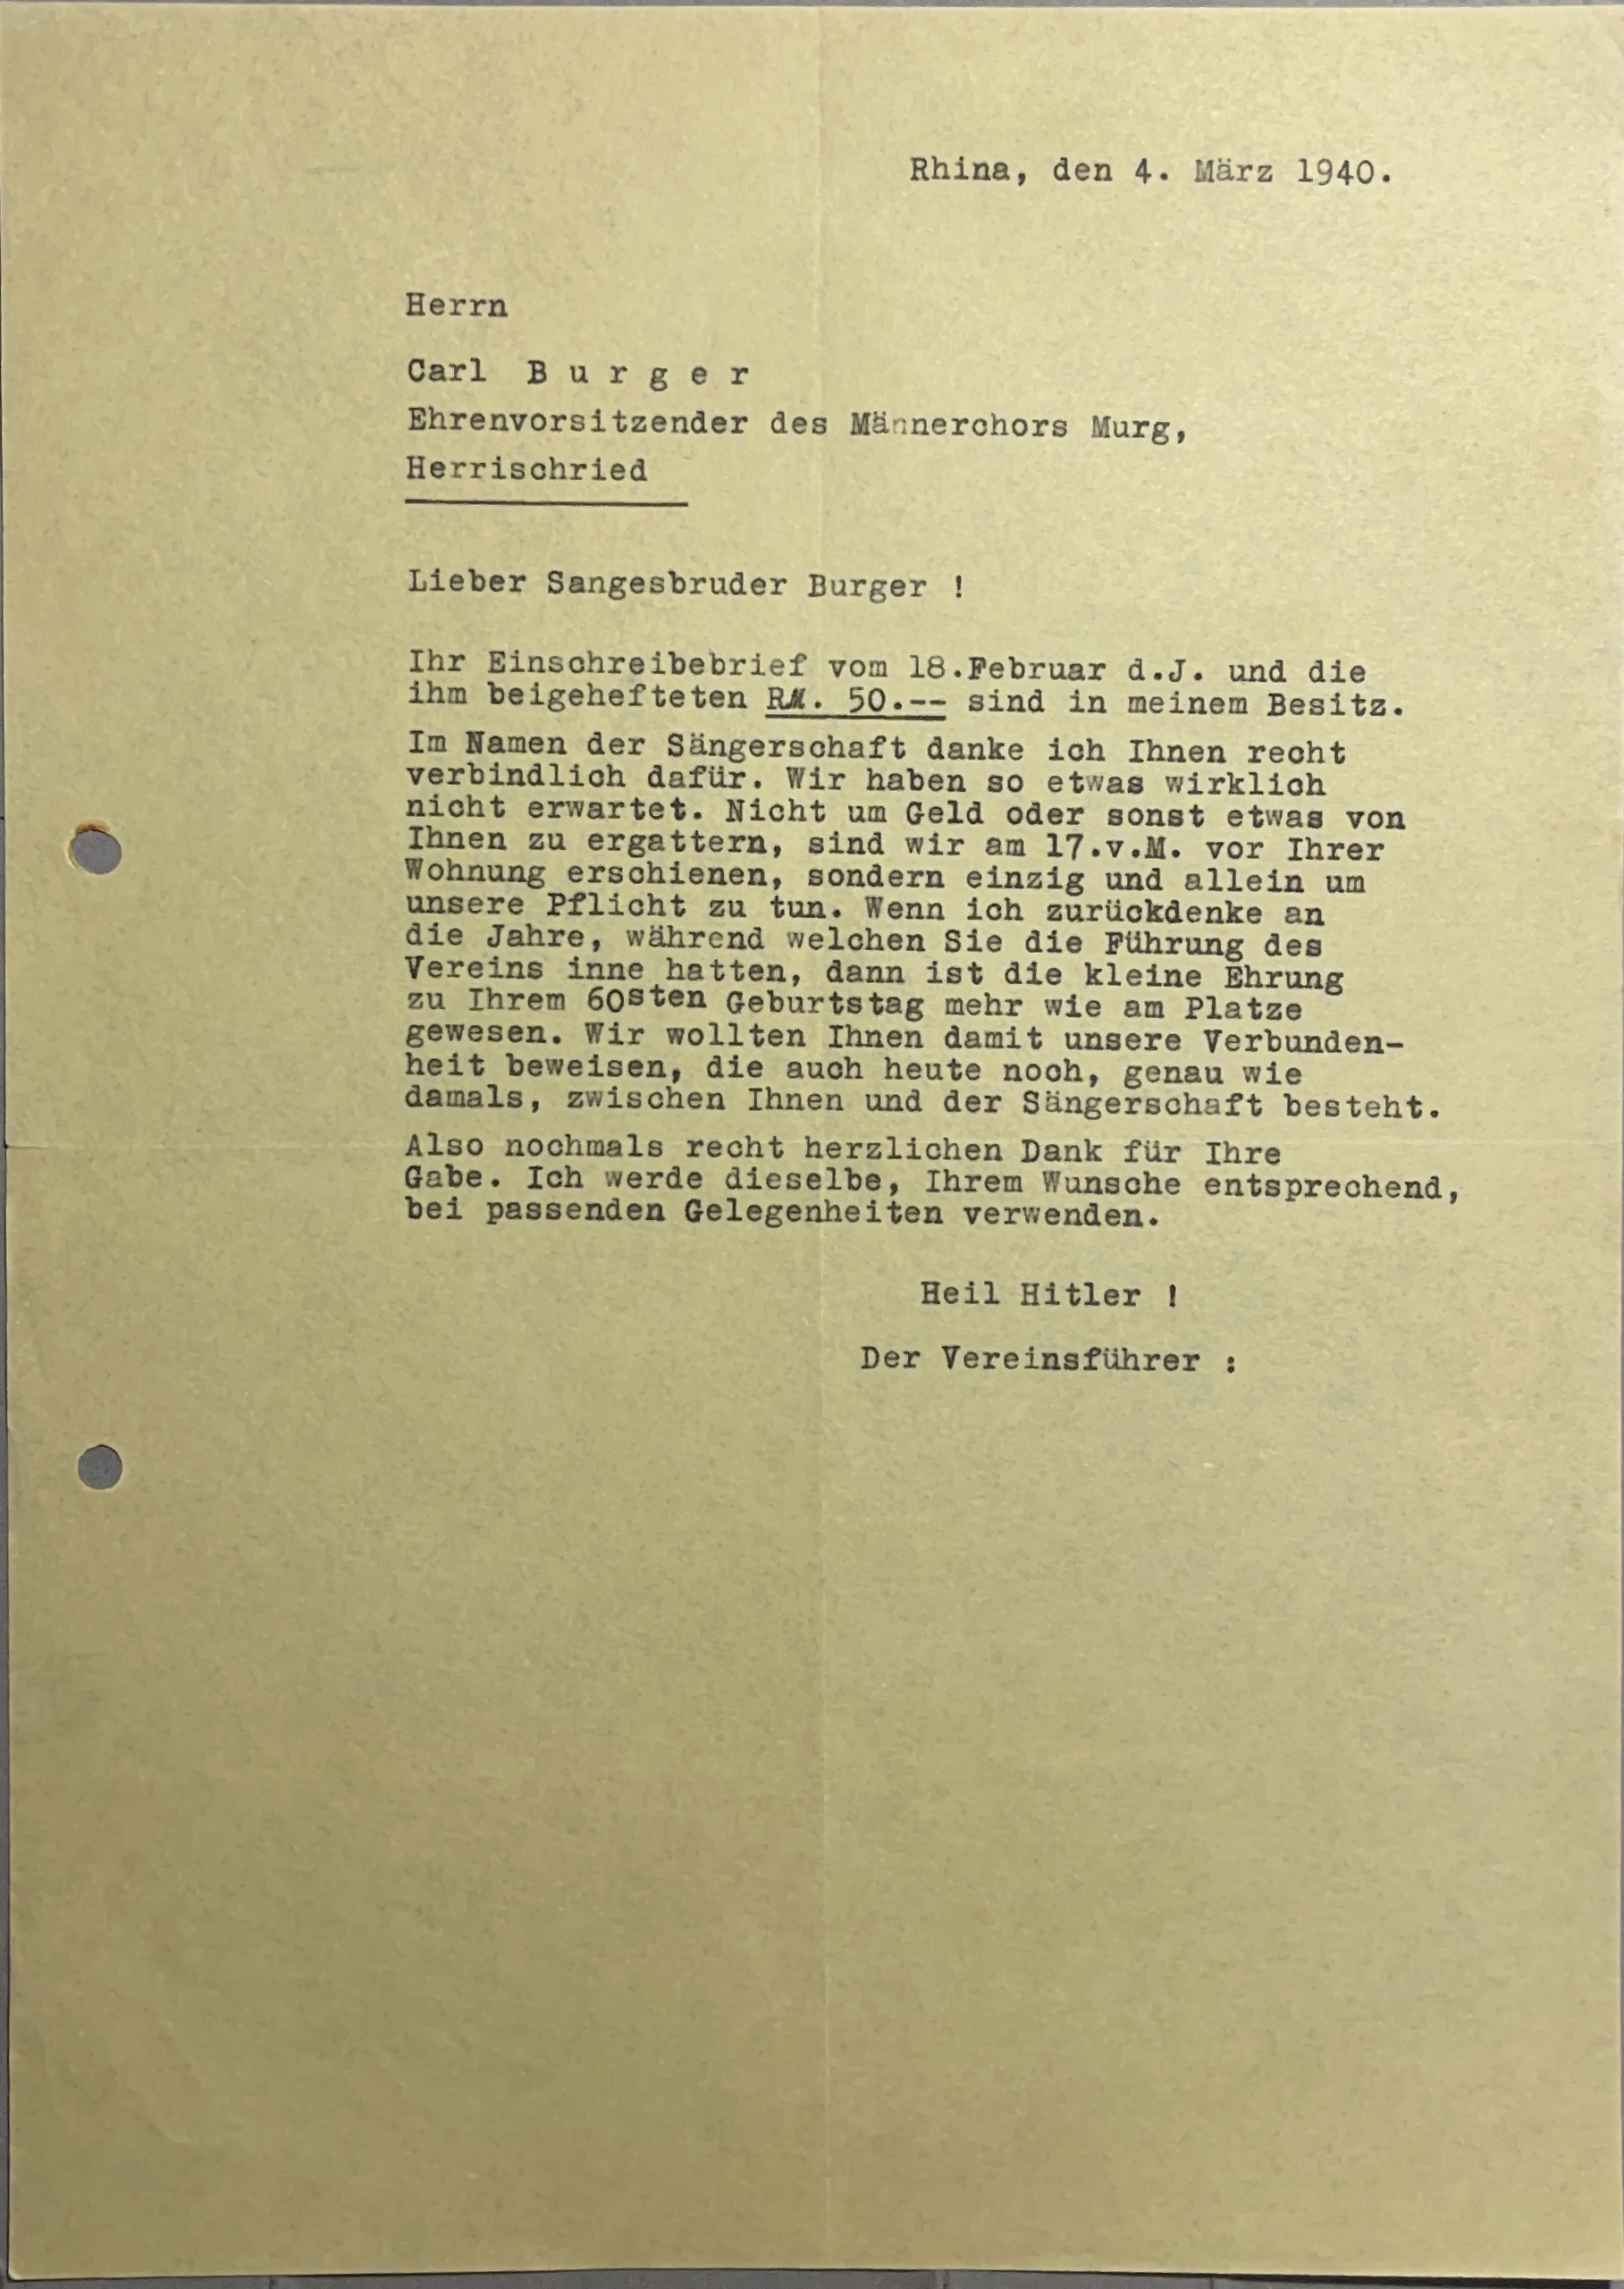 Rhina, den 4. März 1940.
Herrn
Carl B u r g e r
Ehrenvorsitzender des Männerchors Murg,
Herrischried
Lieber Sangesbruder Burger !
Ihr Einschreibebrief vom 18.Februar d.J. und die
ihm beigehefteten RM. 50.-- sind in meinem Besitz.
Im Namen der Sängerschaft danke ich Ihnen recht
verbindlich dafür. Wir haben so etwas wirklich
nicht erwartet. Nicht um Geld oder sonst etwas von
Ihnen zu ergattern, sind wir am 17.v.M. vor Ihrer
Wohnung erschienen, sondern einzig und allein um
unsere Pflicht zu tun. Wenn ich zurückdenke an
die Jahre, während welchen Sie die Führung des
Vereins inne hatten, dann ist die kleine Ehrung
zu Ihrem 60sten Geburtstag mehr wie am Platze
gewesen. Wir wollten Ihnen damit unsere Verbunden-
heit beweisen, die auch heute noch, genau wie
damals, zwischen Ihnen und der Sängerschaft besteht.
Also nochmals recht herzlichen Dank für Ihre
Gabe. Ich werde dieselbe, Ihrem Wunsche entsprechend,
bei passenden Gelegenheiten verwenden.
Heil Hitler !
Der Vereinsführer :